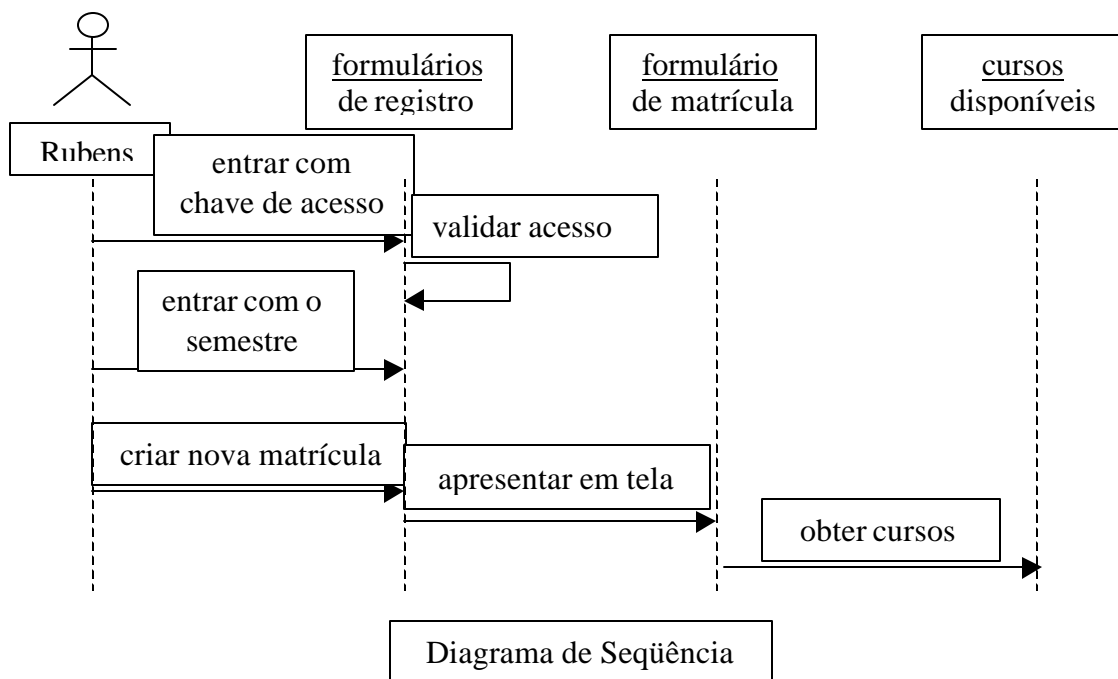 formulários
de registro
formulário
de matrícula
cursos
disponíveis
Rubens
entrar com
chave de acesso
validar acesso
entrar com o
semestre
criar nova matrícula
apresentar em tela
obter cursos
Diagrama de Seqüência